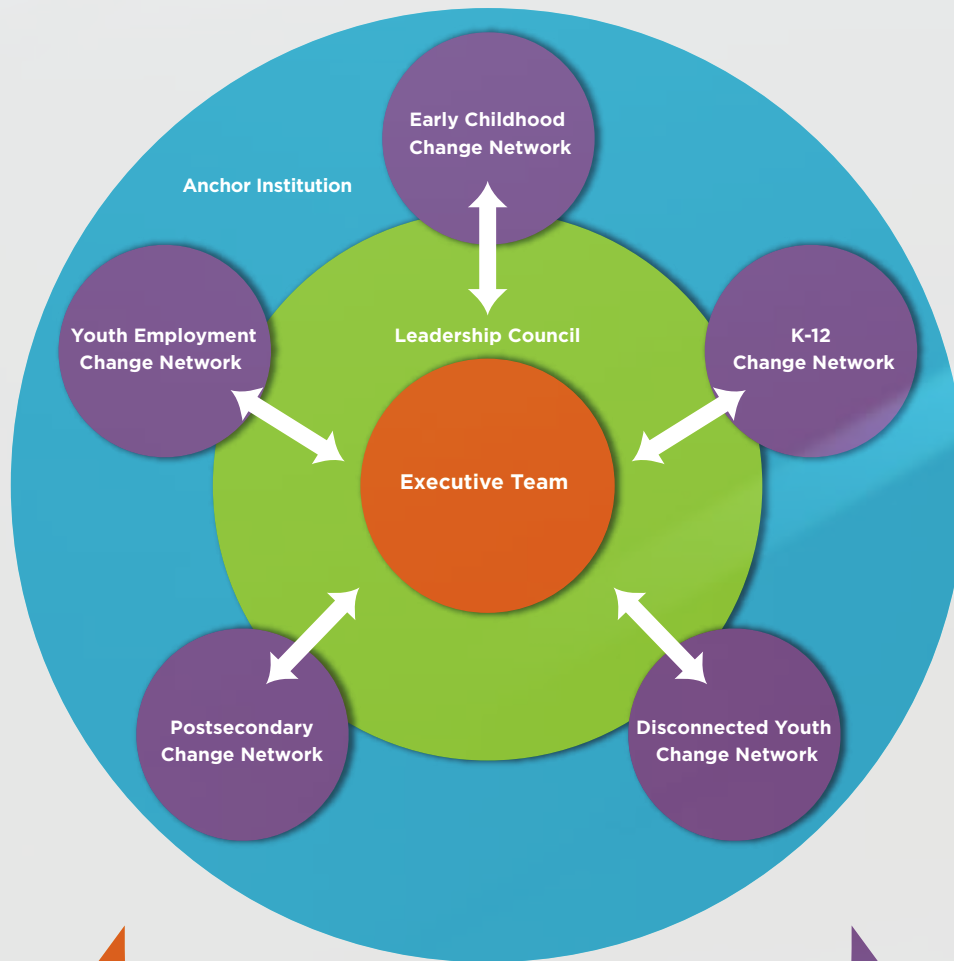 Early Childhood
Change Network
Anchor Institution
Youth Employment
Change Network
Leadership Council
K-12
Change Network
Executive Team
Postsecondary
Change Network
Disconnected Youth
Change Network